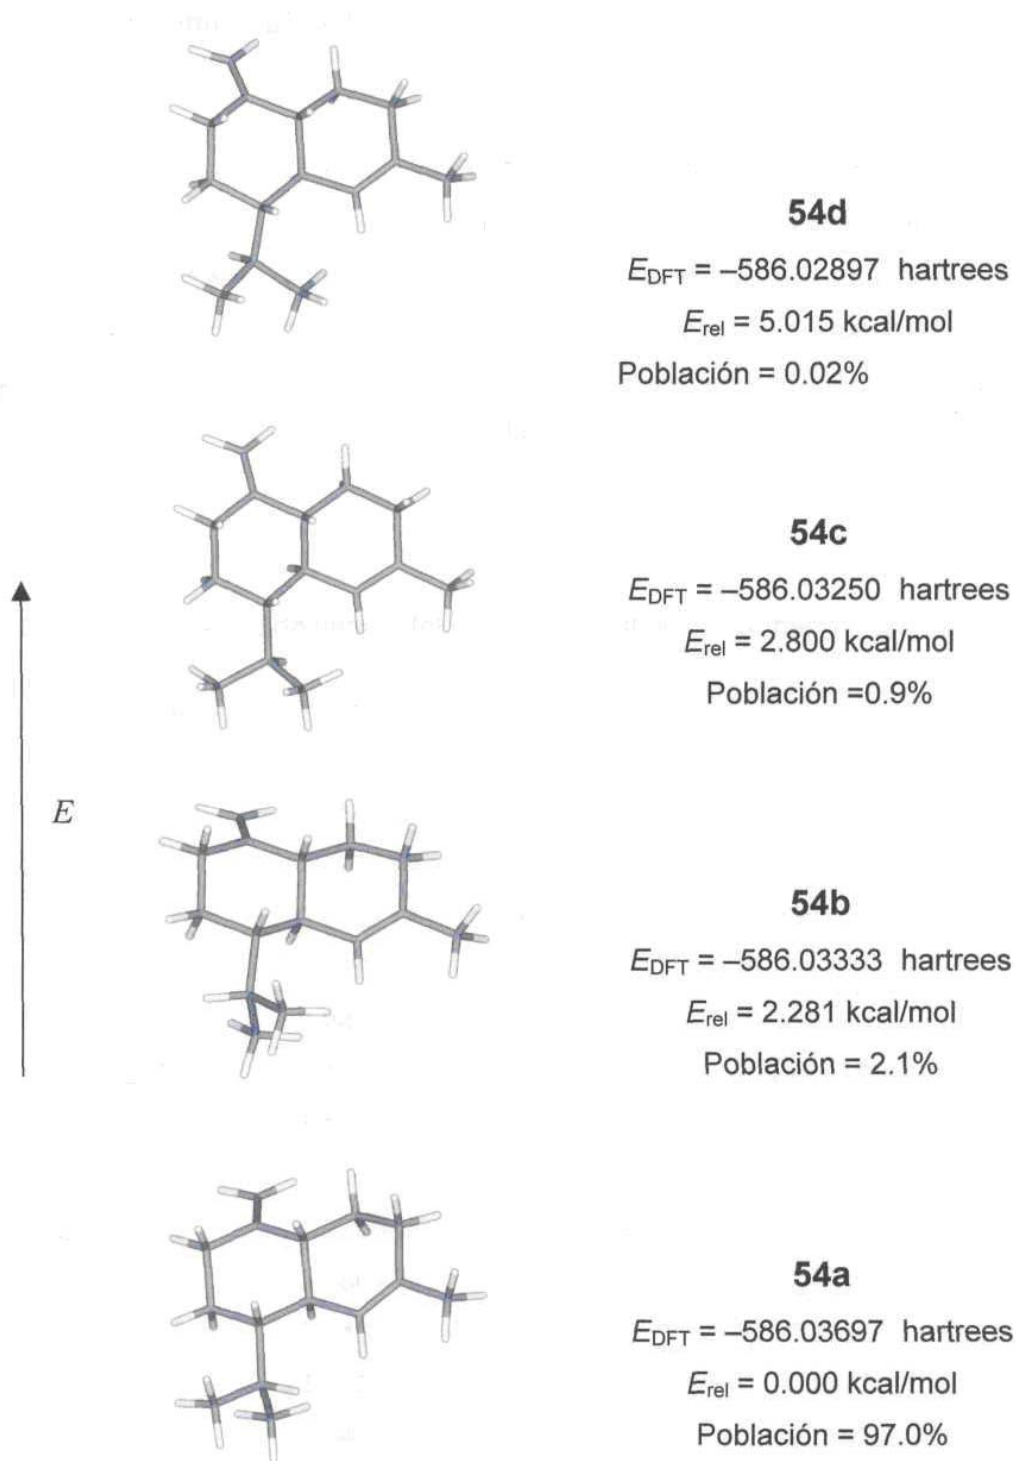 54d
E_DFT = –586.02897 hartrees
E_rel = 5.015 kcal/mol
Población = 0.02%
54c
E_DFT = –586.03250 hartrees
E_rel = 2.800 kcal/mol
Población =0.9%
E
54b
E_DFT = –586.03333 hartrees
E_rel = 2.281 kcal/mol
Población = 2.1%
54a
E_DFT = –586.03697 hartrees
E_rel = 0.000 kcal/mol
Población = 97.0%